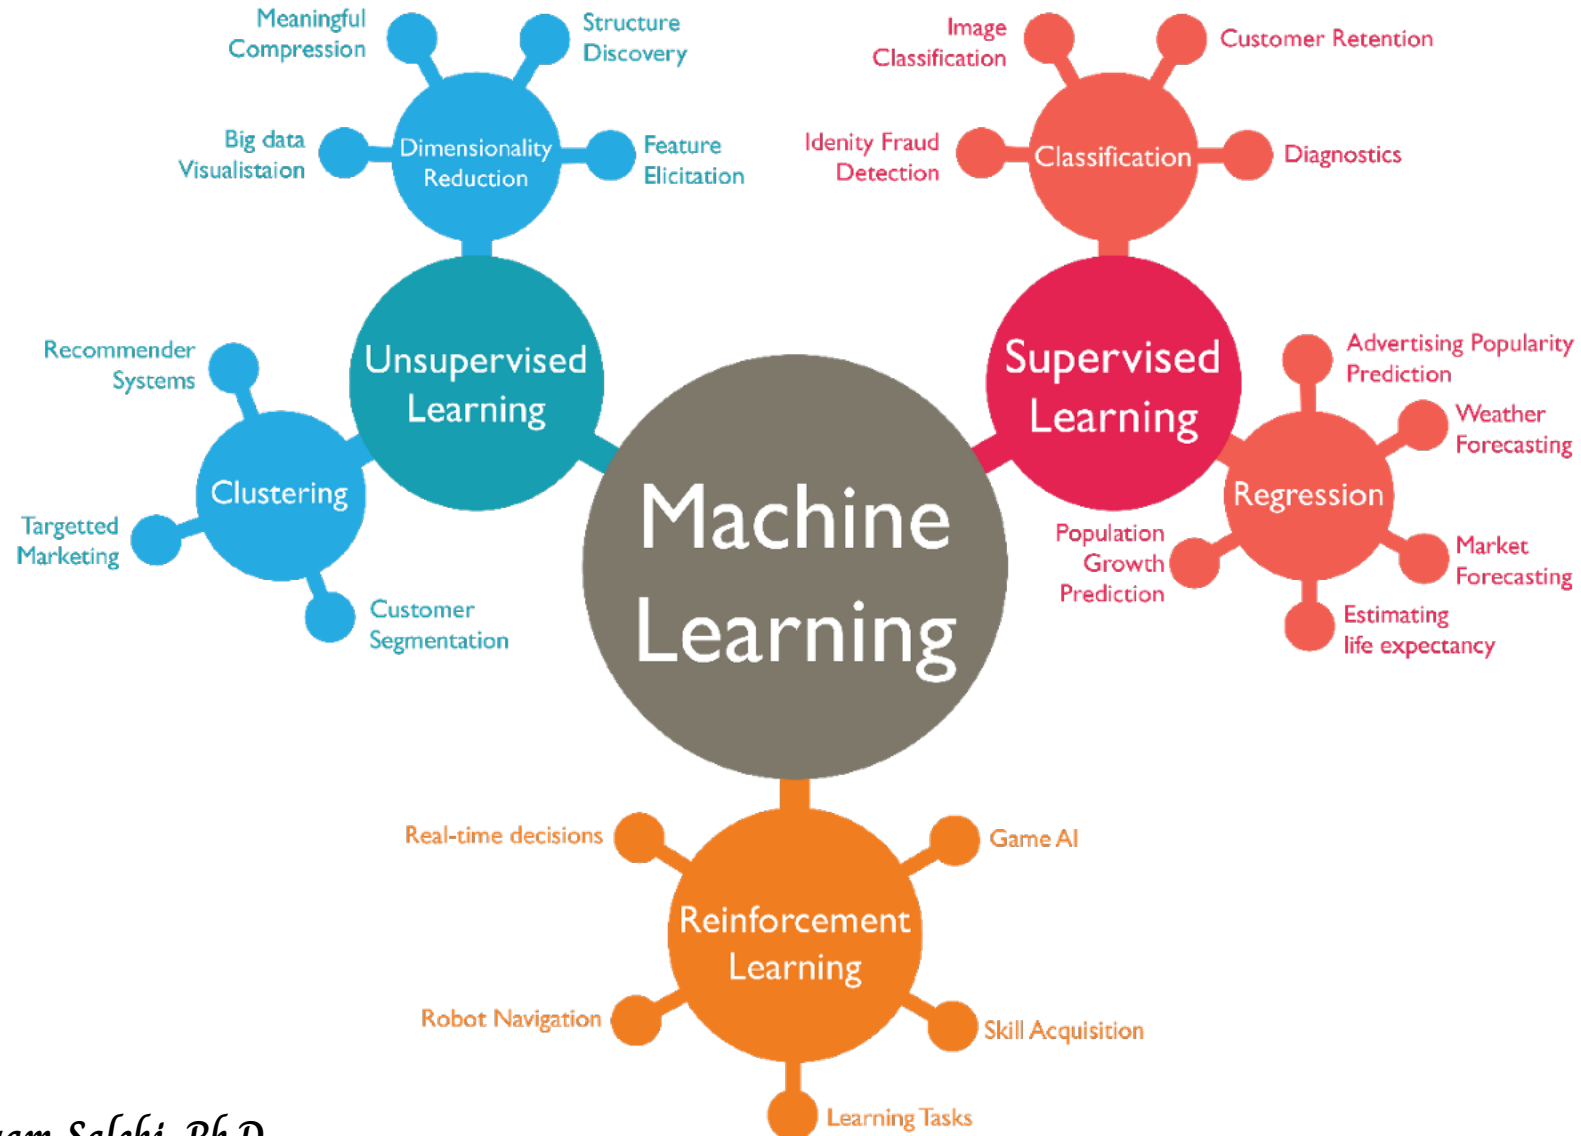 Meaningful
Compression
Structure
Discovery
Big data
Visualistaion
Dimensionality
Reduction
Feature
Elicitation
Image
Classification
Customer Retention
Idenity Fraud
Detection
Classification
Diagnostics
Unsupervised
Learning
Supervised
Learning
Recommender
Systems
Clustering
Targetted
Marketing
Customer
Segmentation
Advertising Popularity
Prediction
Weather
Forecasting
Regression
Population
Growth
Prediction
Market
Forecasting
Estimating
life expectancy
Machine
Learning
Real-time decisions
Game AI
Reinforcement
Learning
Robot Navigation
Skill Acquisition
Learning Tasks
Salehi